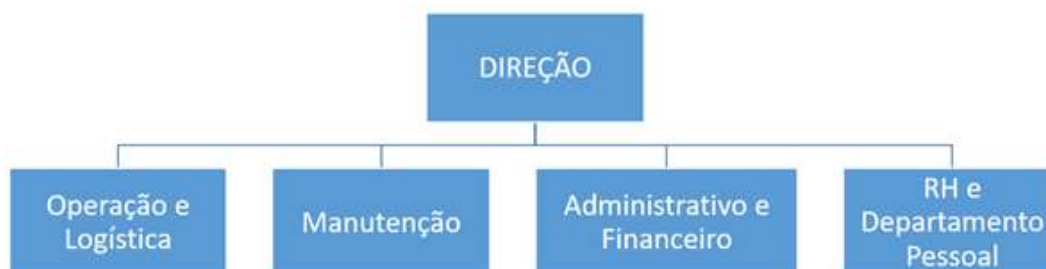 DIREÇÃO
Operação e
Logística
Manutenção
Administrativo e
Financeiro
RH e
Departamento
Pessoal